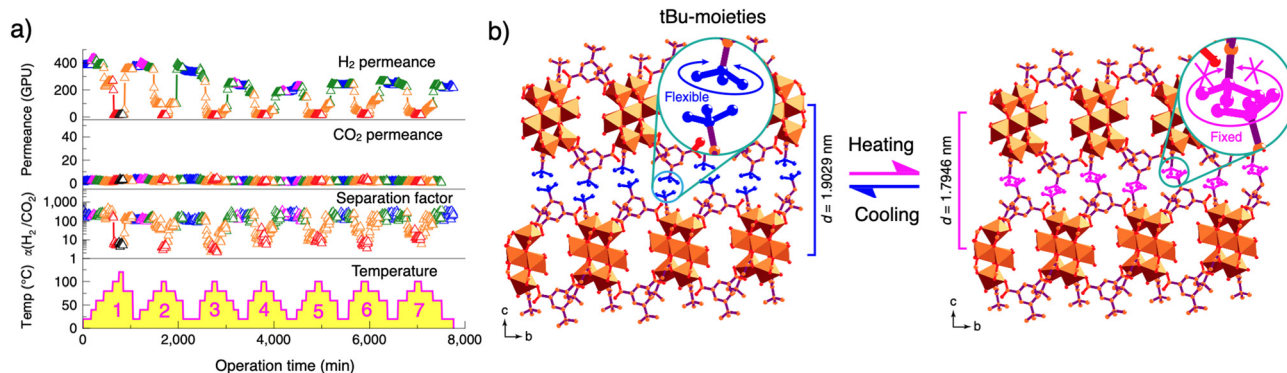 a)
H2 permeance
400
200
0
CO2 permeance
40
20
0
Permeance (GPU)
Separation factor
1,000
100
10
1
α(H2/CO2)
Temperature
100
50
0
Temp (°C)
1 2 3 4 5 6 7
0 2,000 4,000 6,000 8,000
Operation time (min)
b)
tBu-moieties
Flexible
d = 1.9029 nm
c
b
Heating
Cooling
Fixed
d = 1.7946 nm
c
b